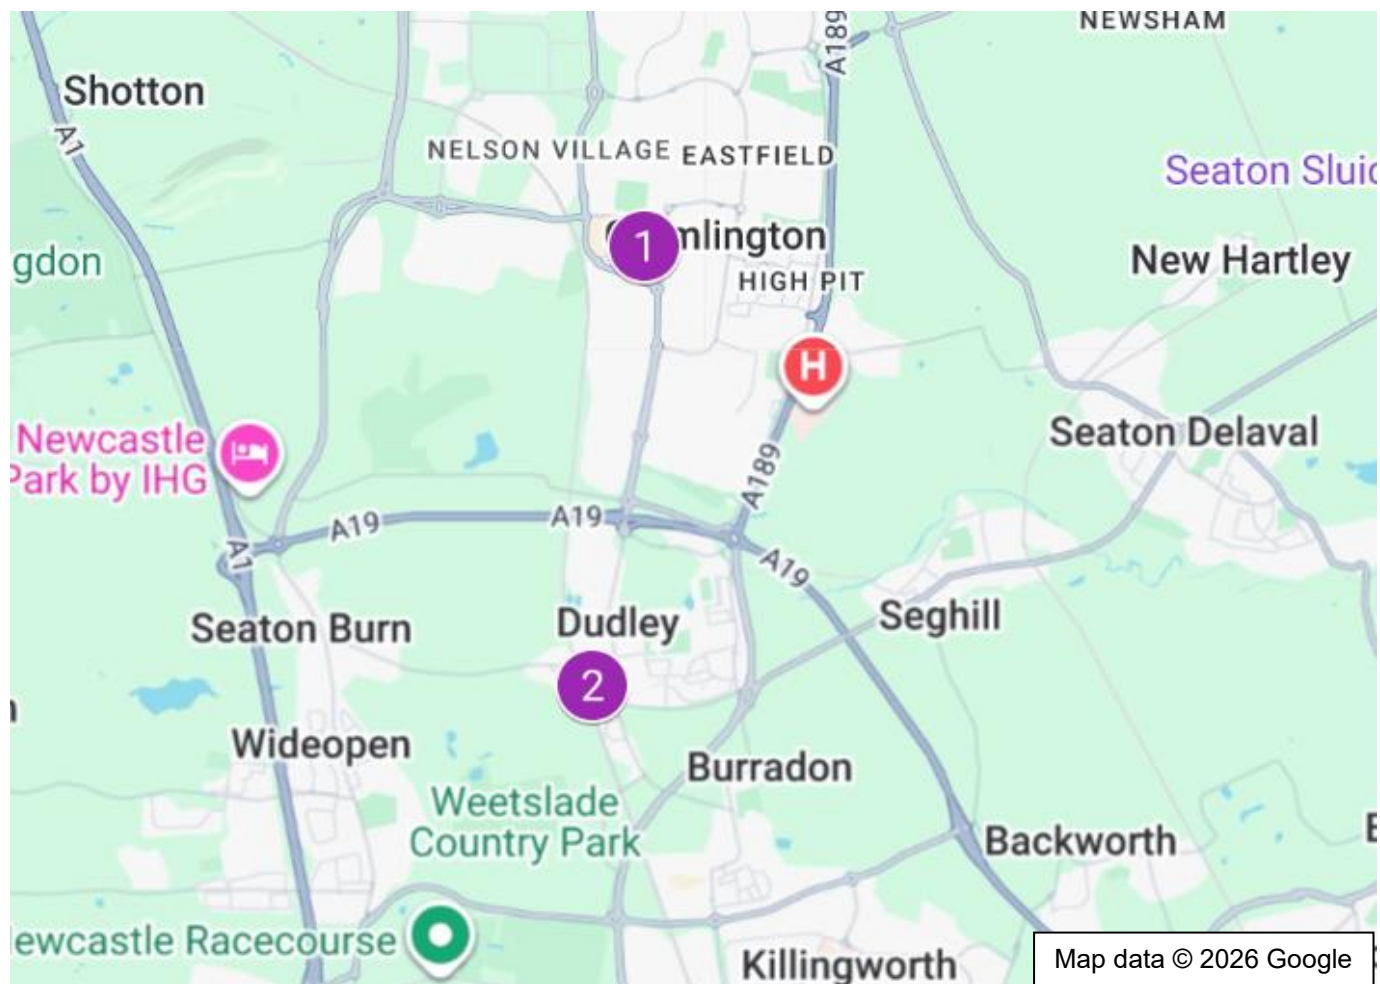 NEWSHAM
A189
Shotton
A1
NELSON VILLAGE
EASTFIELD
Seaton Sluic
1
mlington
gdon
New Hartley
HIGH PIT
H
Newcastle
Park by IHG
Seaton Delaval
A189
A19
A19
A1
A19
Seaton Burn
Dudley
Seghill
2
Wideopen
Burradon
Weetslade
Country Park
Backworth
ewcastle Racecourse
Killingworth
Map data © 2026 Google